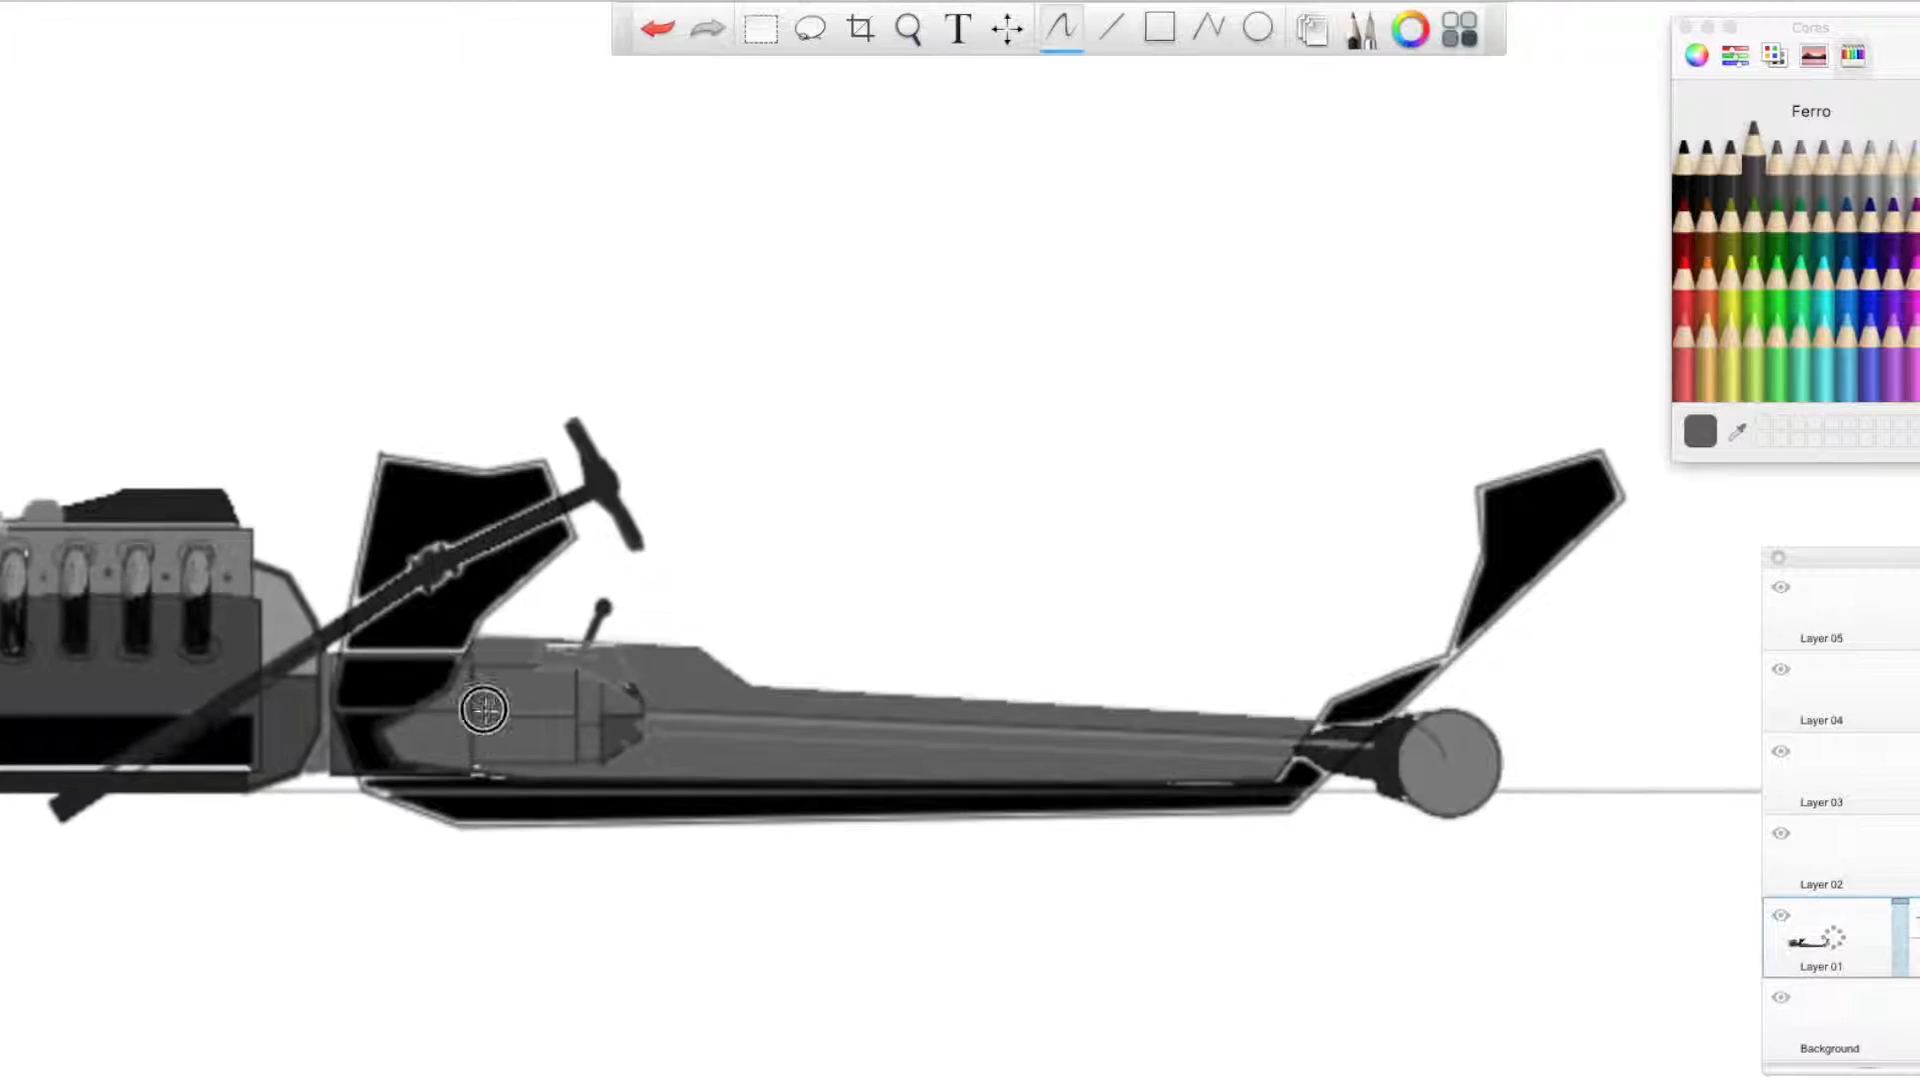 T
Cores
Ferro
Layer 05
Layer 04
Layer 03
Layer 02
Layer 01
Background